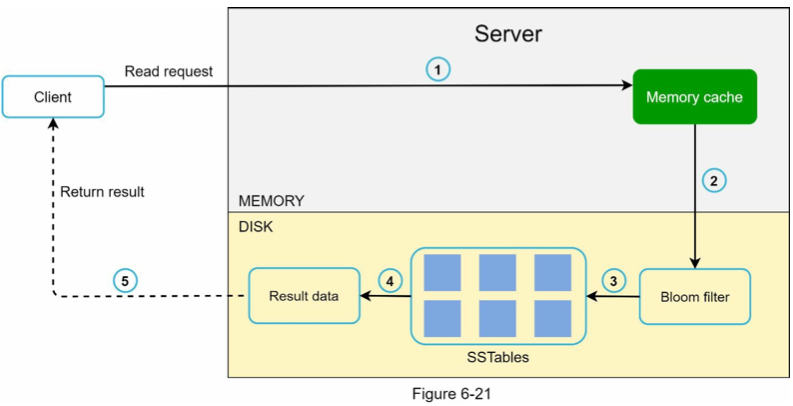 Server
Read request
1
Client
Memory cache
2
Return result
MEMORY
DISK
5
Result data
4
3
Bloom filter
SSTables
Figure 6-21